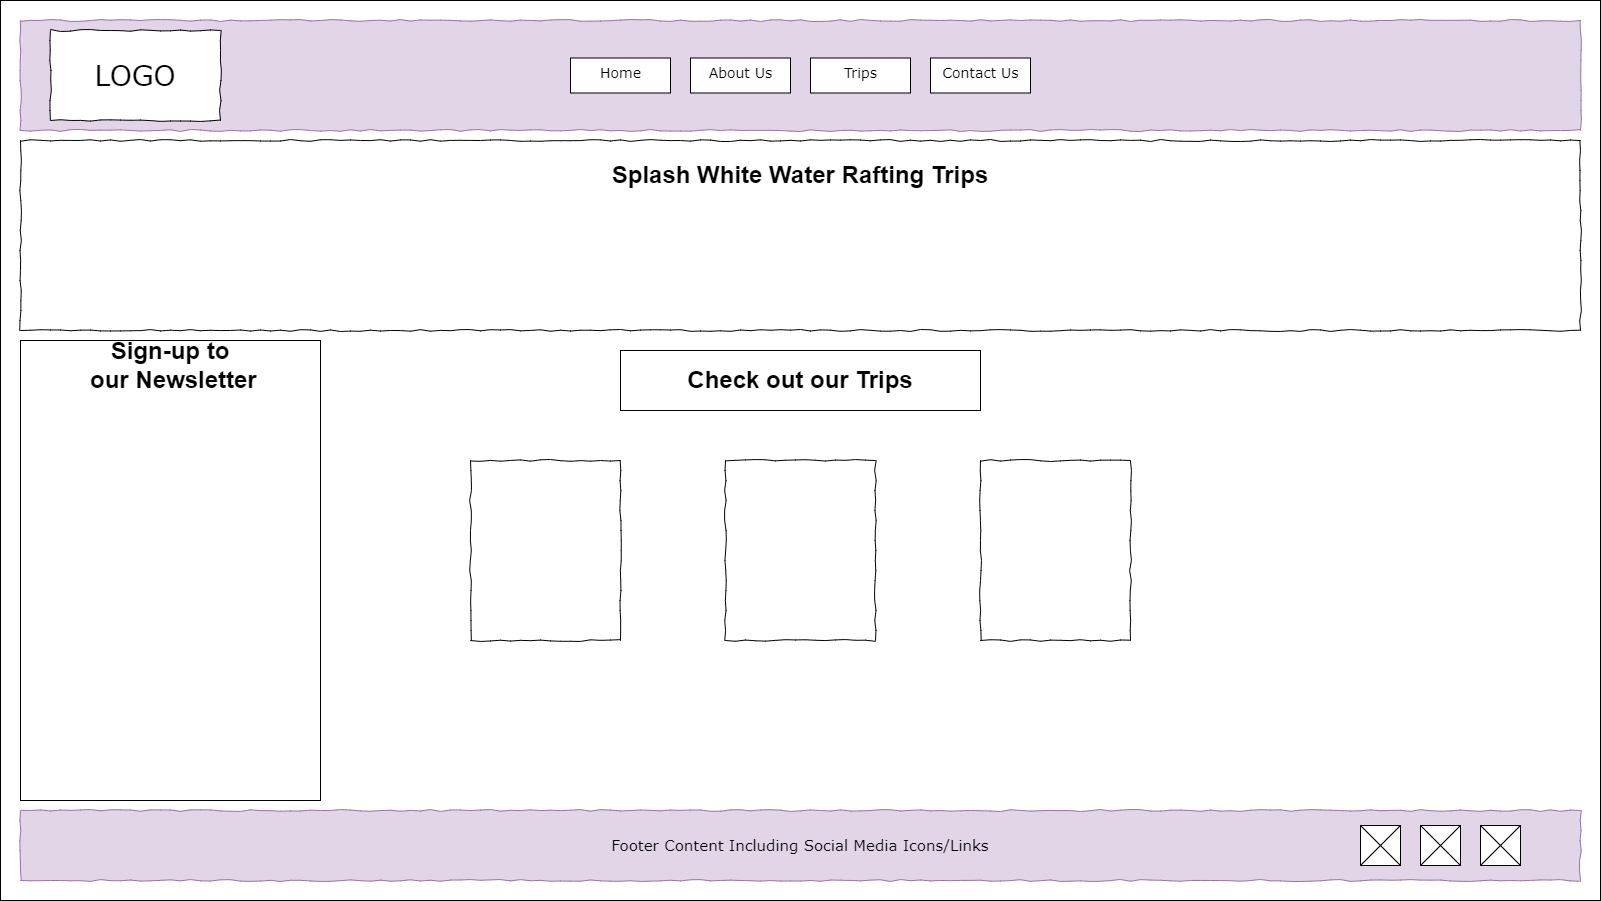 LOGO
Home
About Us
Trips
Contact Us
Splash White Water Rafting Trips
Sign-up to
our Newsletter
Check out our Trips
Footer Content Including Social Media Icons/Links